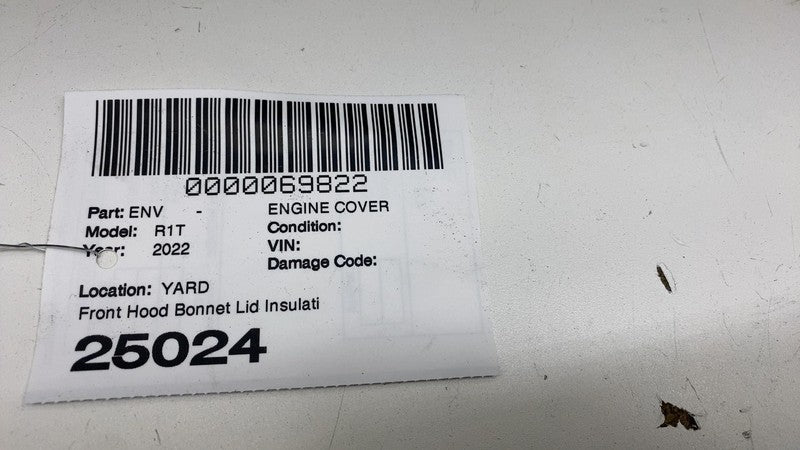 0000069822
Part: ENV - ENGINE COVER
Model: R1T Condition:
Year: 2022 VIN:
Damage Code:
Location: YARD
Front Hood Bonnet Lid Insulati
25024